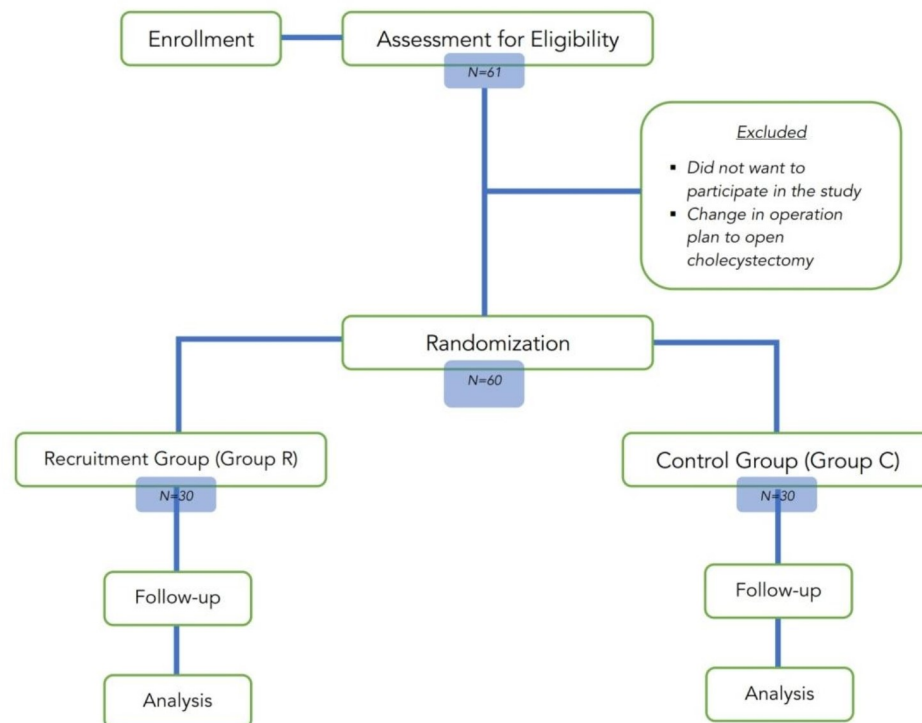 Enrollment
Assessment for Eligibility
N=61
Excluded
▪ Did not want to
participate in the study
▪ Change in operation
plan to open
cholecystectomy
Randomization
N=60
Recruitment Group (Group R)
N=30
Control Group (Group C)
N=30
Follow-up
Follow-up
Analysis
Analysis